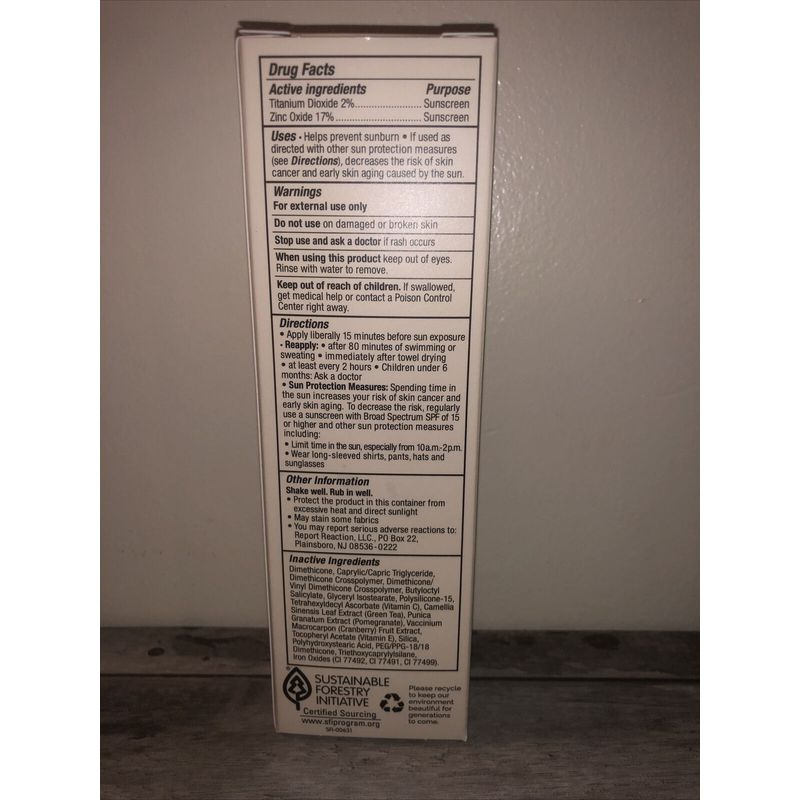 Drug Facts
Active ingredients Purpose
Titanium Dioxide 2%........................ Sunscreen
Zinc Oxide 17%.............................. Sunscreen
Uses • Helps prevent sunburn • If used as
directed with other sun protection measures
(see Directions), decreases the risk of skin
cancer and early skin aging caused by the sun.
Warnings
For external use only
Do not use on damaged or broken skin
Stop use and ask a doctor if rash occurs
When using this product keep out of eyes.
Rinse with water to remove.
Keep out of reach of children. If swallowed,
get medical help or contact a Poison Control
Center right away.
Directions
• Apply liberally 15 minutes before sun exposure
• Reapply: • after 80 minutes of swimming or
sweating • immediately after towel drying
• at least every 2 hours • Children under 6
months: Ask a doctor
• Sun Protection Measures: Spending time in
the sun increases your risk of skin cancer and
early skin aging. To decrease the risk, regularly
use a sunscreen with Broad Spectrum SPF of 15
or higher and other sun protection measures
including:
• Limit time in the sun, especially from 10a.m.-2p.m.
• Wear long-sleeved shirts, pants, hats and
sunglasses
Other Information
Shake well. Rub in well.
• Protect the product in this container from
excessive heat and direct sunlight
• May stain some fabrics
• You may report serious adverse reactions to:
Report Reaction, LLC., PO Box 22,
Plainsboro, NJ 08536-0222
Inactive Ingredients
Dimethicone, Caprylic/Capric Triglyceride,
Dimethicone Crosspolymer, Dimethicone/
Vinyl Dimethicone Crosspolymer, Butyloctyl
Salicylate, Glyceryl Isostearate, Polysilicone-15,
Tetrahexyldecyl Ascorbate (Vitamin C), Camellia
Sinensis Leaf Extract (Green Tea), Punica
Granatum Extract (Pomegranate), Vaccinium
Macrocarpon (Cranberry) Fruit Extract,
Tocopheryl Acetate (Vitamin E), Silica,
Polyhydroxystearic Acid, PEG/PPG-18/18
Dimethicone, Triethoxycaprylylsilane,
Iron Oxides (CI 77492, CI 77491, CI 77499).
SUSTAINABLE
FORESTRY
INITIATIVE
Certified Sourcing
www.sfiprogram.org
SFI-00631
Please recycle
to keep our
environment
beautiful for
generations
to come.